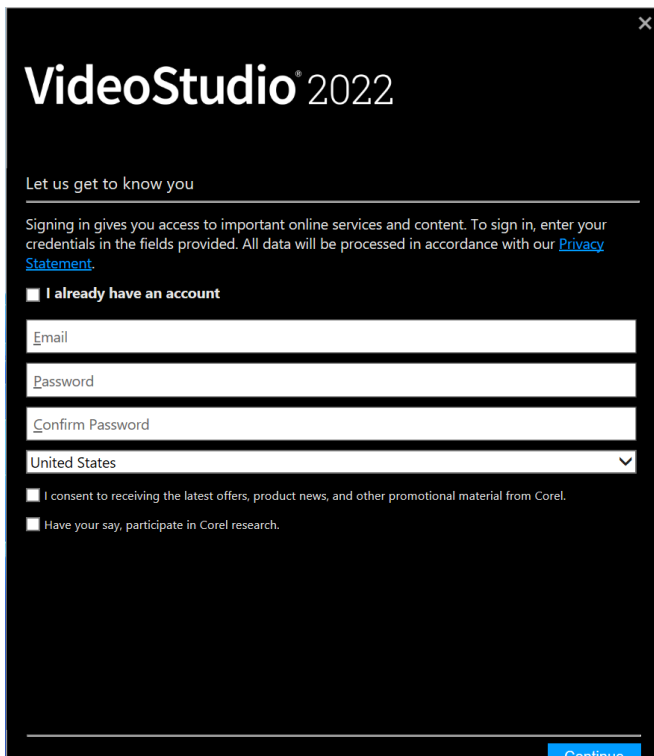 VideoStudio® 2022
Let us get to know you
Signing in gives you access to important online services and content. To sign in, enter your
credentials in the fields provided. All data will be processed in accordance with our Privacy
Statement.
I already have an account
Email
Password
Confirm Password
United States
I consent to receiving the latest offers, product news, and other promotional material from Corel.
Have your say, participate in Corel research.
Continue